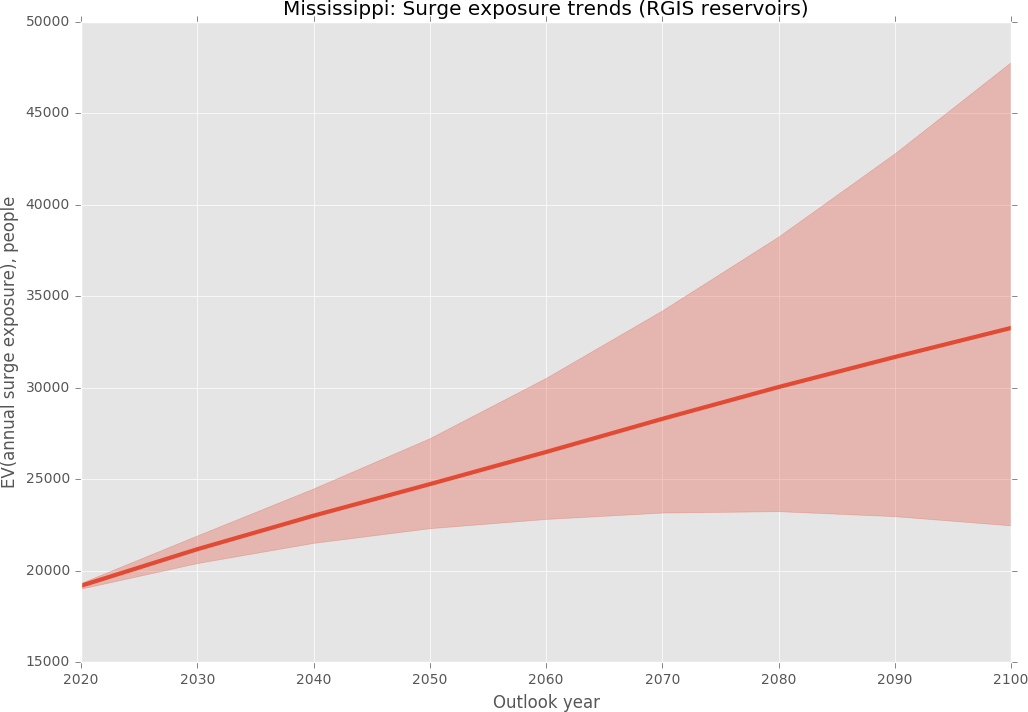 Mississippi: Surge exposure trends (RGIS reservoirs)
EV(annual surge exposure), people
50000
45000
40000
35000
30000
25000
20000
15000
2020 2030 2040 2050 2060 2070 2080 2090 2100
Outlook year